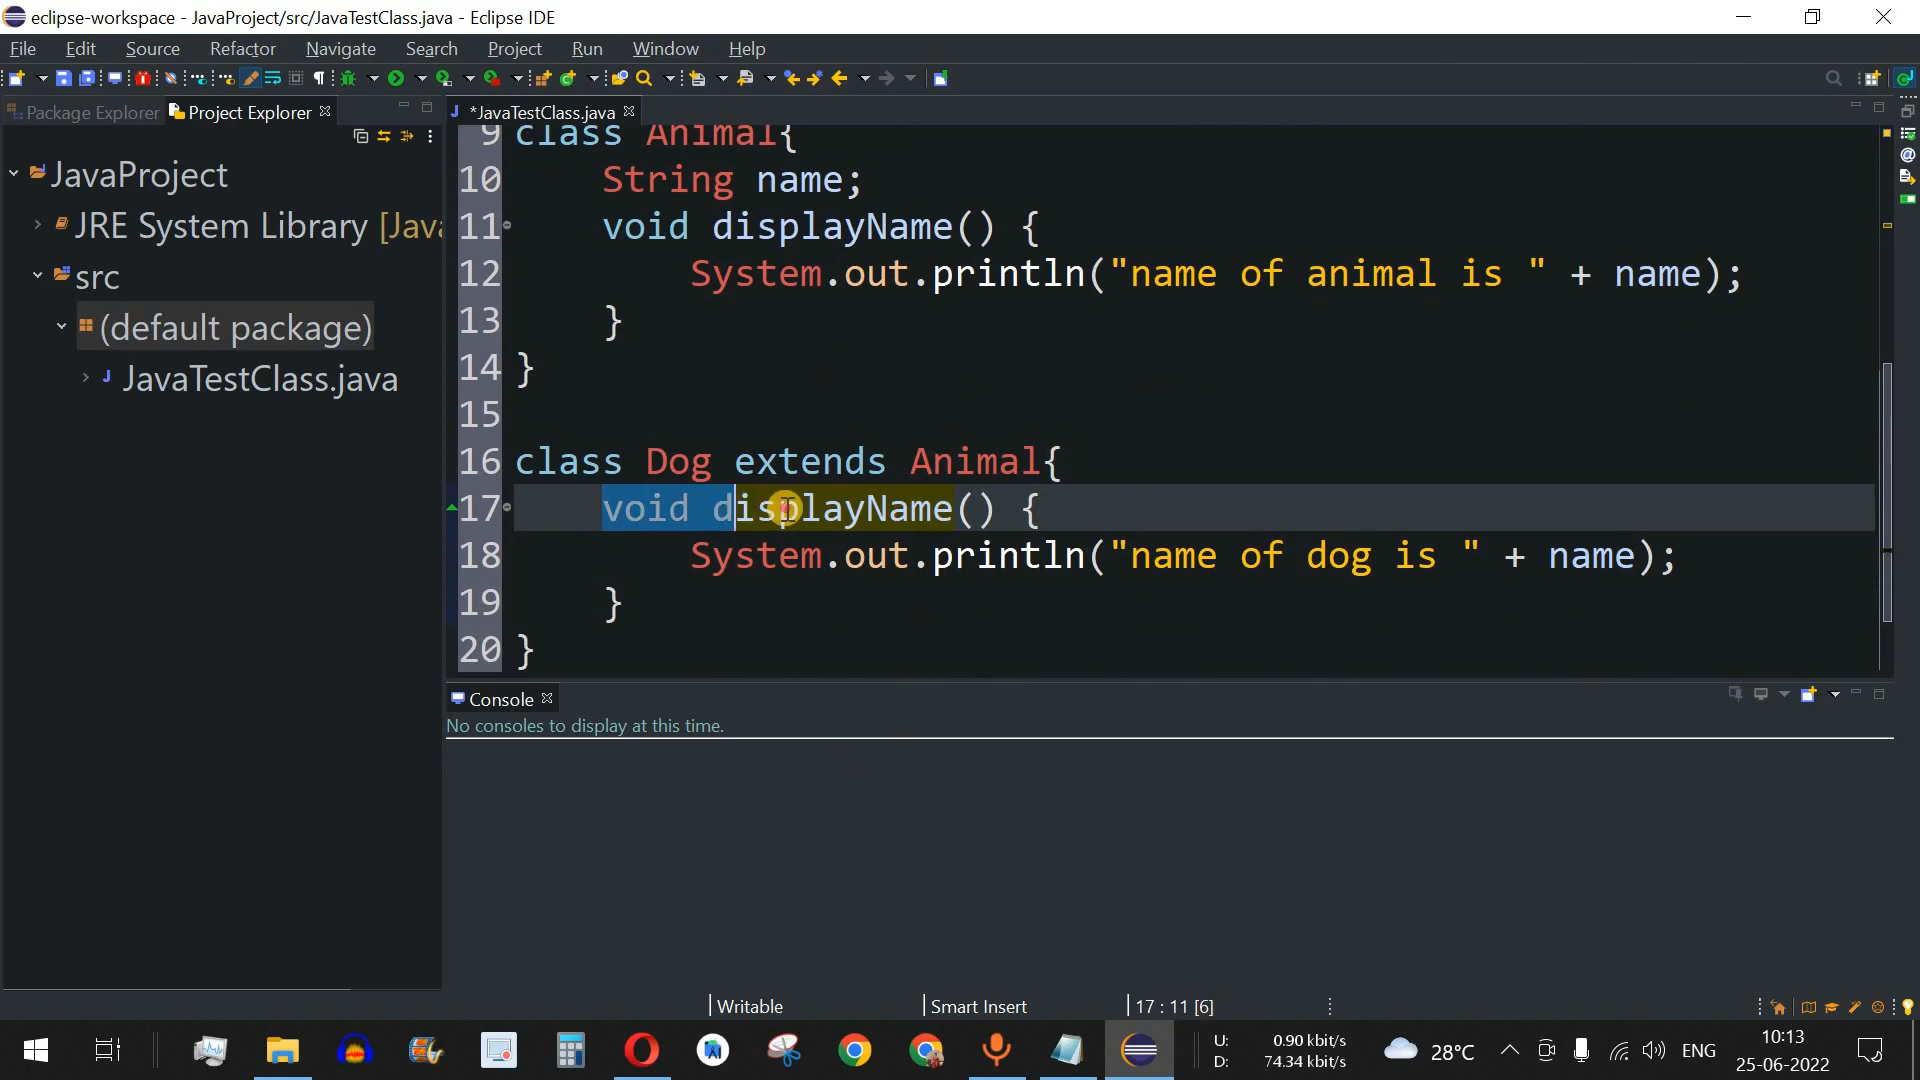 eclipse-workspace - JavaProject/src/JavaTestClass.java - Eclipse IDE
File Edit Source Refactor Navigate Search Project Run Window Help
Package Explorer Project Explorer *JavaTestClass.java
9 class Animal{
JavaProject
10 String name;
JRE System Library [Java
11 void displayName() {
src
12 System.out.println("name of animal is " + name);
(default package)
13 }
JavaTestClass.java
14 }
15
16 class Dog extends Animal{
17 void displayName() {
18 System.out.println("name of dog is " + name);
19 }
20 }
Console
No consoles to display at this time.
Writable Smart Insert 17 : 11 [6]
U: 0.90 kbit/s
D: 74.34 kbit/s
28°C ENG
10:13
25-06-2022